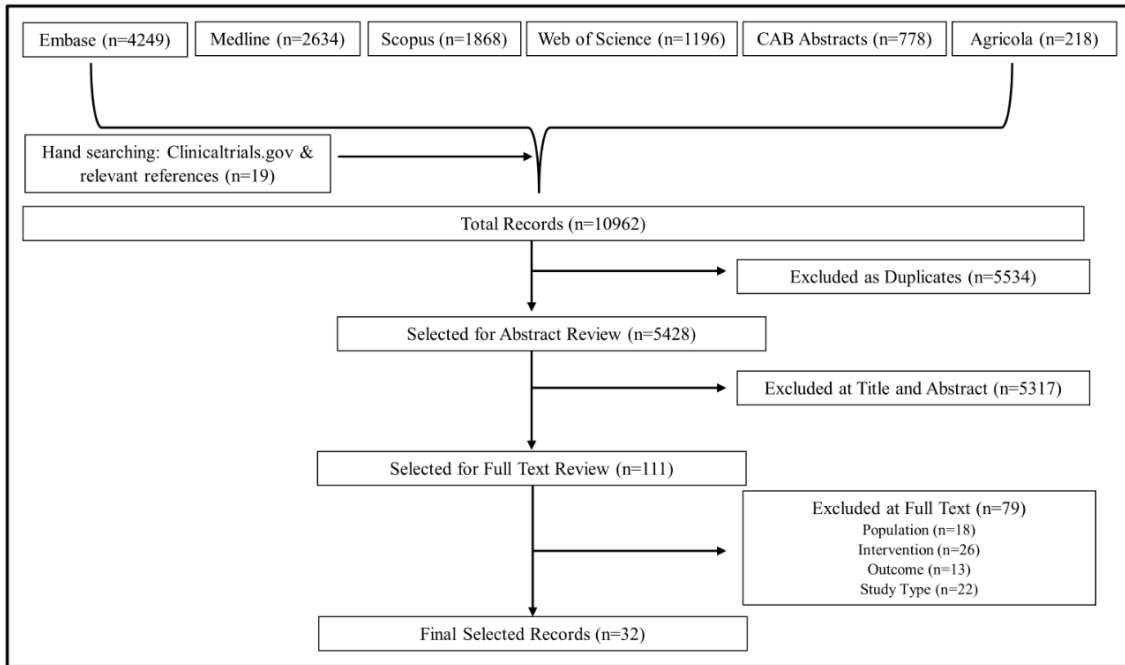 Embase (n=4249)
Medline (n=2634)
Scopus (n=1868)
Web of Science (n=1196)
CAB Abstracts (n=778)
Agricola (n=218)
Hand searching: Clinicaltrials.gov &
relevant references (n=19)
Total Records (n=10962)
Excluded as Duplicates (n=5534)
Selected for Abstract Review (n=5428)
Excluded at Title and Abstract (n=5317)
Selected for Full Text Review (n=111)
Excluded at Full Text (n=79)
Population (n=18)
Intervention (n=26)
Outcome (n=13)
Study Type (n=22)
Final Selected Records (n=32)